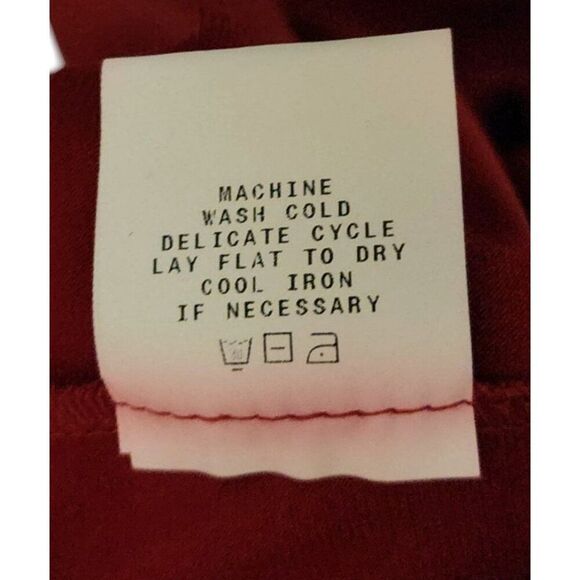 MACHINE
WASH COLD
DELICATE CYCLE
LAY FLAT TO DRY
COOL IRON
IF NECESSARY